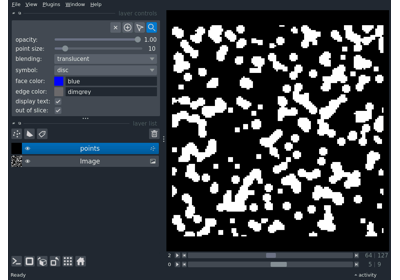 File View Plugins Window Help
layer controls
opacity: 1.00
point size: 10
blending: translucent
symbol: disc
face color: blue
edge color: dimgrey
display text:
out of slice:
layer list
points
Image
2 64 127
0 5 9
activity